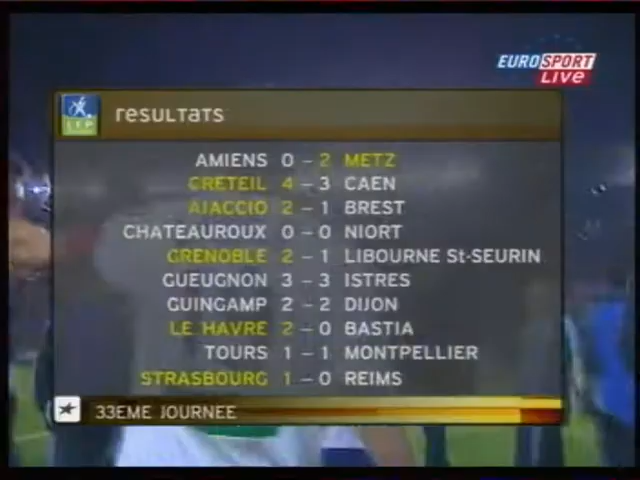 EUROSPORT
LIVE
LFP
resultats
AMIENS 0 - 2 METZ
CRETEIL 4 - 3 CAEN
AJACCIO 2 - 1 BREST
CHATEAUROUX 0 - 0 NIORT
GRENOBLE 2 - 1 LIBOURNE St-SEURIN
GUEUGNON 3 - 3 ISTRES
GUINGAMP 2 - 2 DIJON
LE HAVRE 2 - 0 BASTIA
TOURS 1 - 1 MONTPELLIER
STRASBOURG 1 - 0 REIMS
33EME JOURNEE